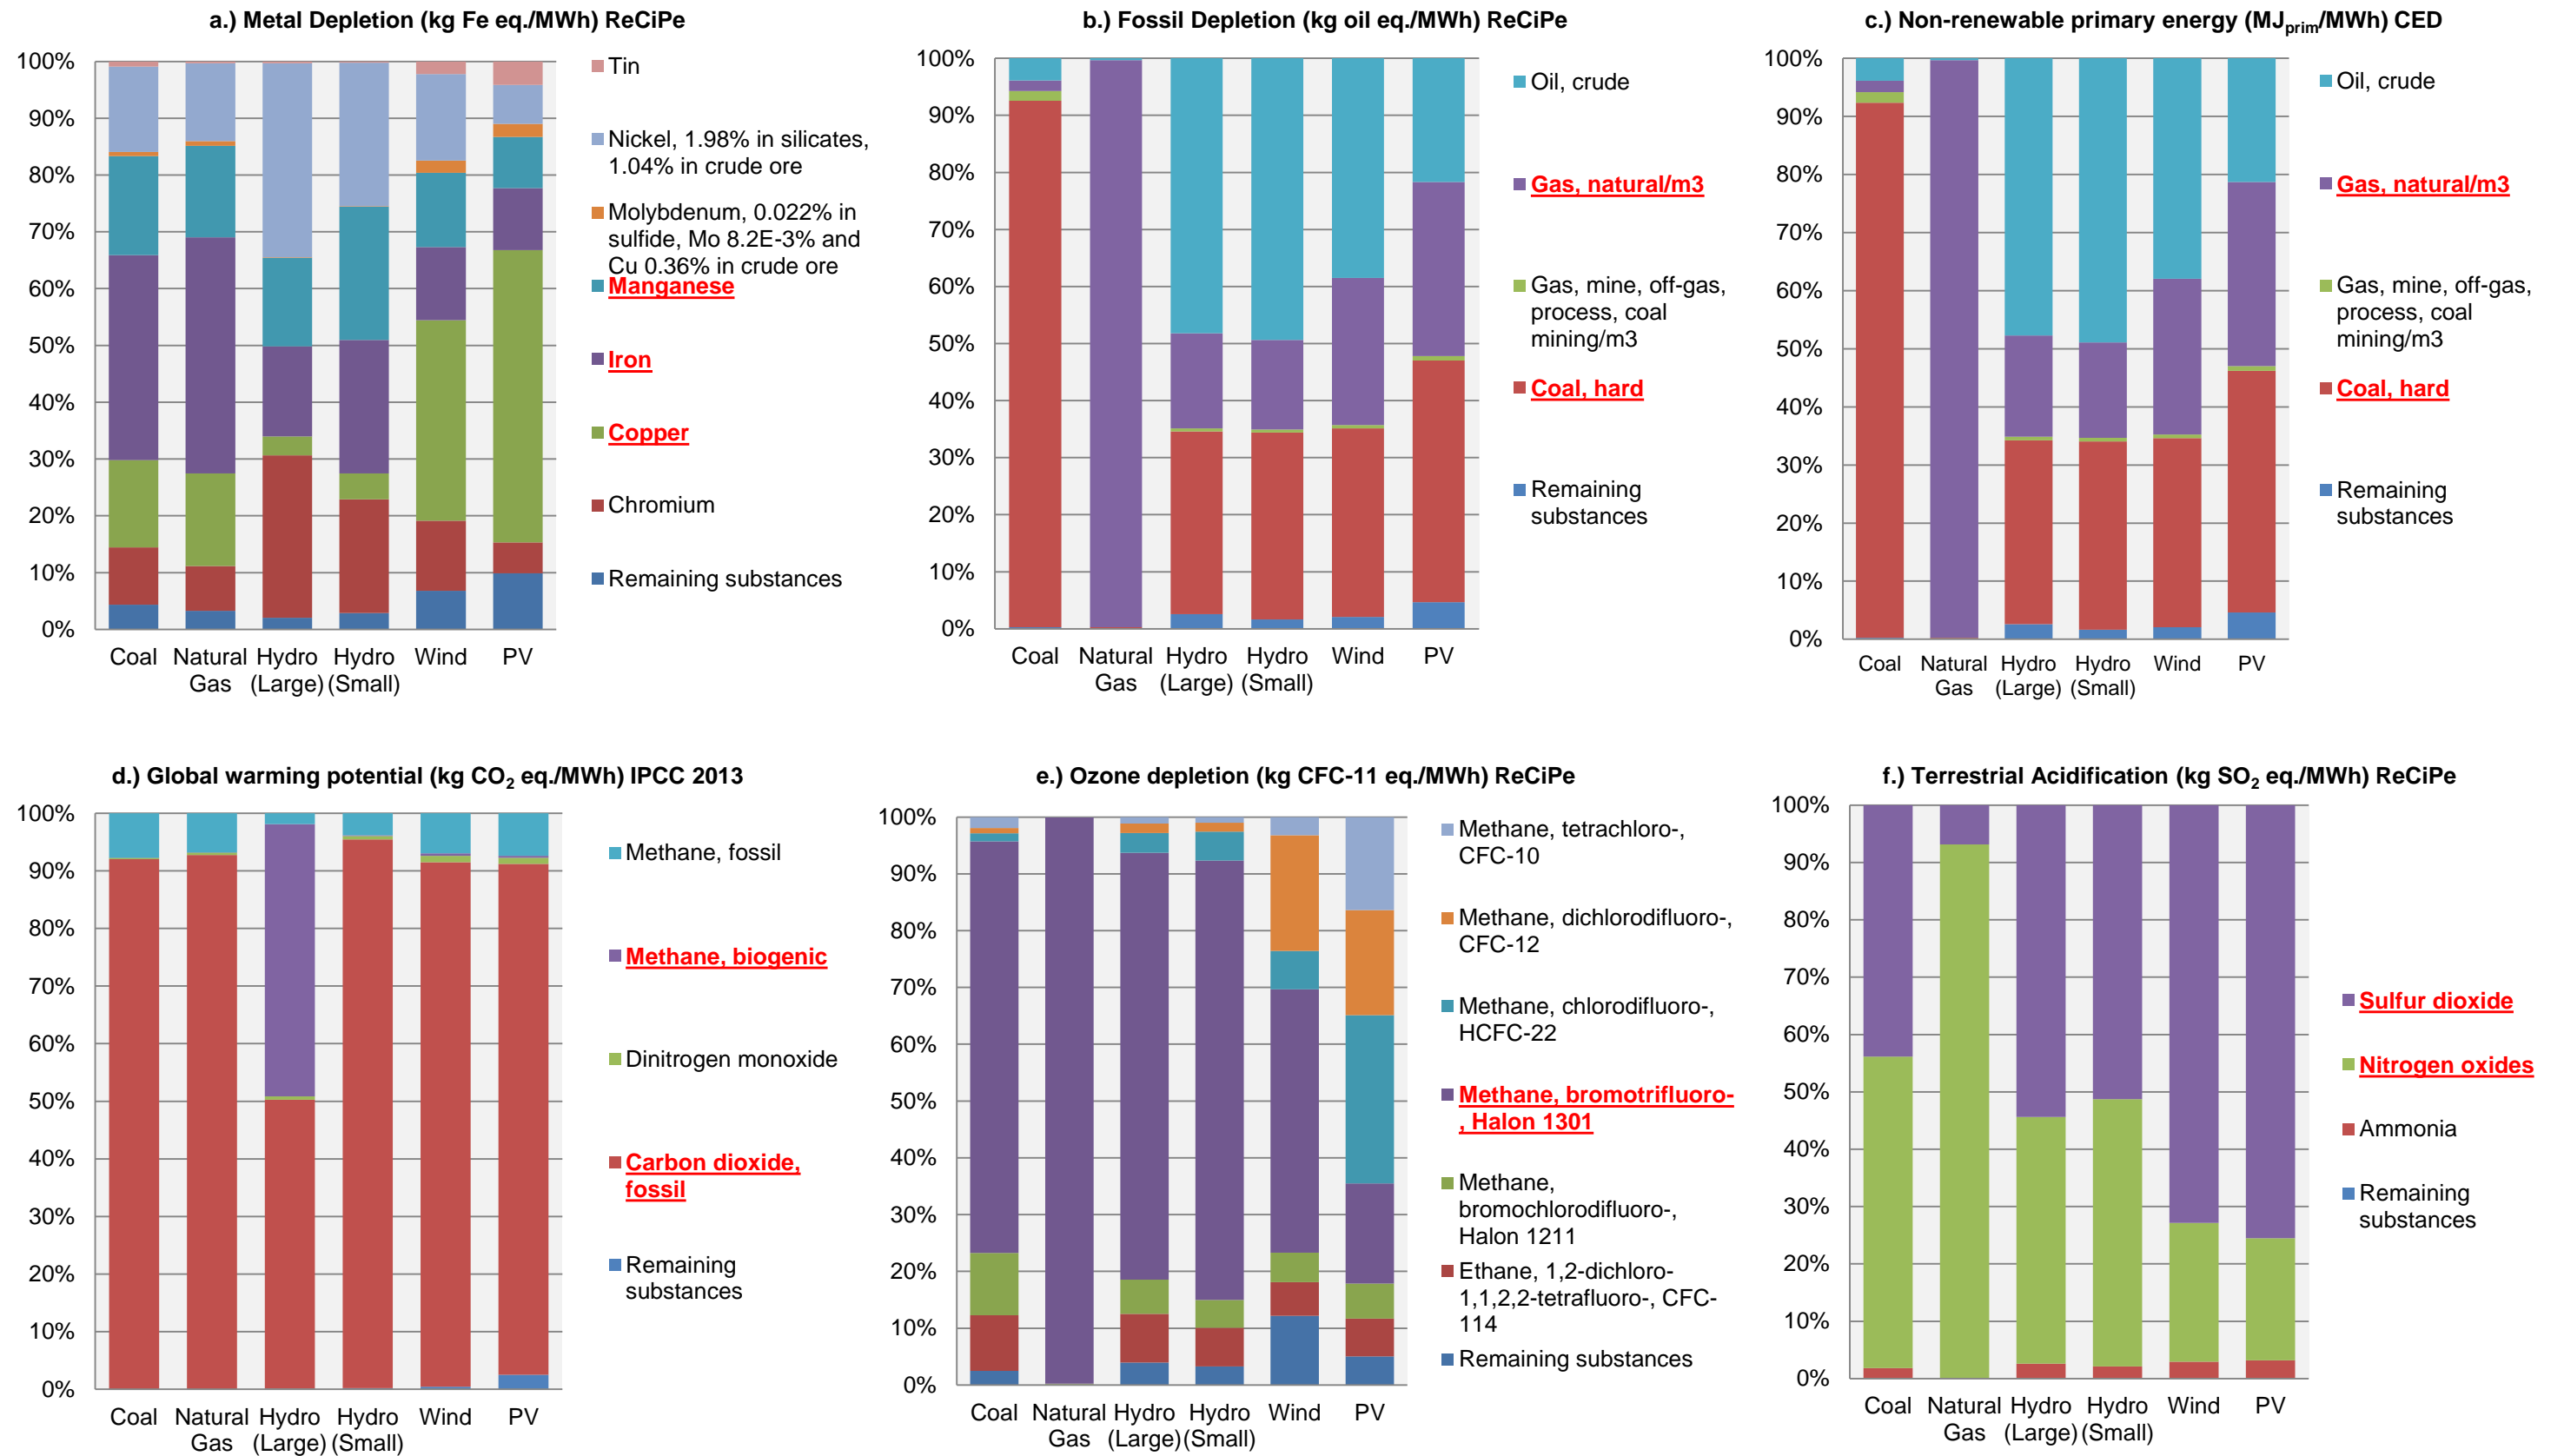 a.) Metal Depletion (kg Fe eq./MWh) ReCiPe
100%
90%
80%
70%
60%
50%
40%
30%
20%
10%
0%
Coal
Natural
Gas
Hydro
(Large)
Hydro
(Small)
Wind
PV
Tin
Nickel, 1.98% in silicates,
1.04% in crude ore
Molybdenum, 0.022% in
sulfide, Mo 8.2E-3% and
Cu 0.36% in crude ore
Manganese
Iron
Copper
Chromium
Remaining substances
b.) Fossil Depletion (kg oil eq./MWh) ReCiPe
100%
90%
80%
70%
60%
50%
40%
30%
20%
10%
0%
Coal
Natural
Gas
Hydro
(Large)
Hydro
(Small)
Wind
PV
Oil, crude
Gas, natural/m3
Gas, mine, off-gas,
process, coal
mining/m3
Coal, hard
Remaining
substances
c.) Non-renewable primary energy (MJprim/MWh) CED
100%
90%
80%
70%
60%
50%
40%
30%
20%
10%
0%
Coal
Natural
Gas
Hydro
(Large)
Hydro
(Small)
Wind
PV
Oil, crude
Gas, natural/m3
Gas, mine, off-gas,
process, coal
mining/m3
Coal, hard
Remaining
substances
d.) Global warming potential (kg CO2 eq./MWh) IPCC 2013
100%
90%
80%
70%
60%
50%
40%
30%
20%
10%
0%
Coal
Natural
Gas
Hydro
(Large)
Hydro
(Small)
Wind
PV
Methane, fossil
Methane, biogenic
Dinitrogen monoxide
Carbon dioxide,
fossil
Remaining
substances
e.) Ozone depletion (kg CFC-11 eq./MWh) ReCiPe
100%
90%
80%
70%
60%
50%
40%
30%
20%
10%
0%
Coal
Natural
Gas
Hydro
(Large)
Hydro
(Small)
Wind
PV
Methane, tetrachloro-,
CFC-10
Methane, dichlorodifluoro-,
CFC-12
Methane, chlorodifluoro-,
HCFC-22
Methane, bromotrifluoro-
, Halon 1301
Methane,
bromochlorodifluoro-,
Halon 1211
Ethane, 1,2-dichloro-
1,1,2,2-tetrafluoro-, CFC-
114
Remaining substances
f.) Terrestrial Acidification (kg SO2 eq./MWh) ReCiPe
100%
90%
80%
70%
60%
50%
40%
30%
20%
10%
0%
Coal
Natural
Gas
Hydro
(Large)
Hydro
(Small)
Wind
PV
Sulfur dioxide
Nitrogen oxides
Ammonia
Remaining
substances